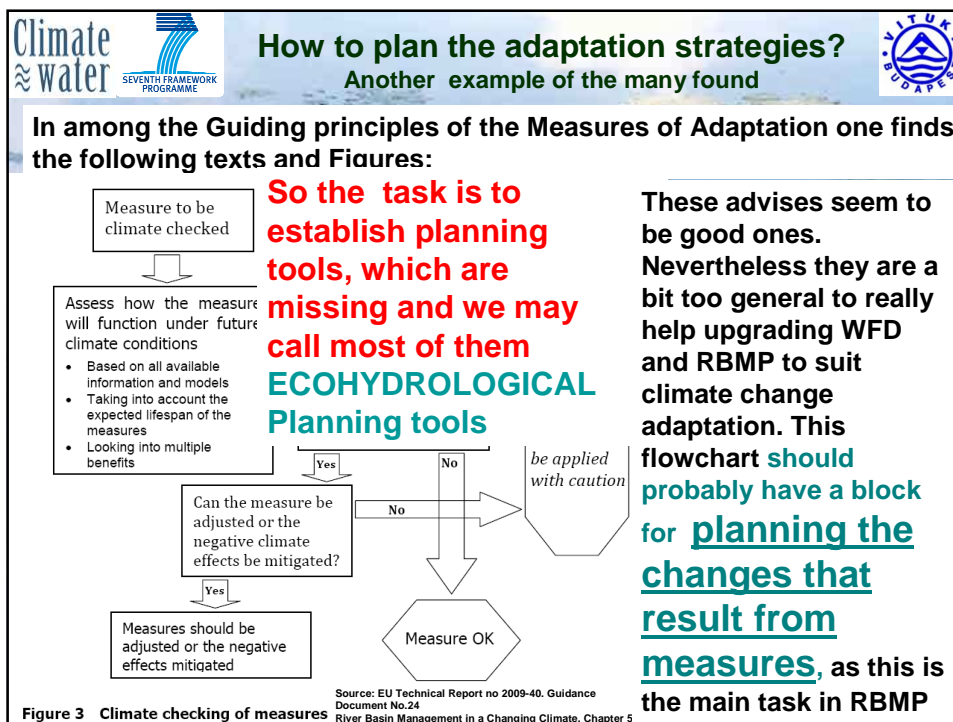 Climate
≈ water
SEVENTH FRAMEWORK
PROGRAMME
How to plan the adaptation strategies?
Another example of the many found
VITUKI
BUDAPEST
In among the Guiding principles of the Measures of Adaptation one finds
the following texts and Figures:
Measure to be
climate checked
Assess how the measure
will function under future
climate conditions
• Based on all available
information and models
• Taking into account the
expected lifespan of the
measures
• Looking into multiple
benefits
So the task is to
establish planning
tools, which are
missing and we may
call most of them
ECOHYDROLOGICAL
Planning tools
Yes
No
be applied
with caution
Can the measure be
adjusted or the
negative climate
effects be mitigated?
No
Yes
Measures should be
adjusted or the negative
effects mitigated
Measure OK
Figure 3 Climate checking of measures
Source: EU Technical Report no 2009-40. Guidance
Document No.24
River Basin Management in a Changing Climate. Chapter 5
These advises seem to
be good ones.
Nevertheless they are a
bit too general to really
help upgrading WFD
and RBMP to suit
climate change
adaptation. This
flowchart should
probably have a block
for planning the
changes that
result from
measures, as this is
the main task in RBMP